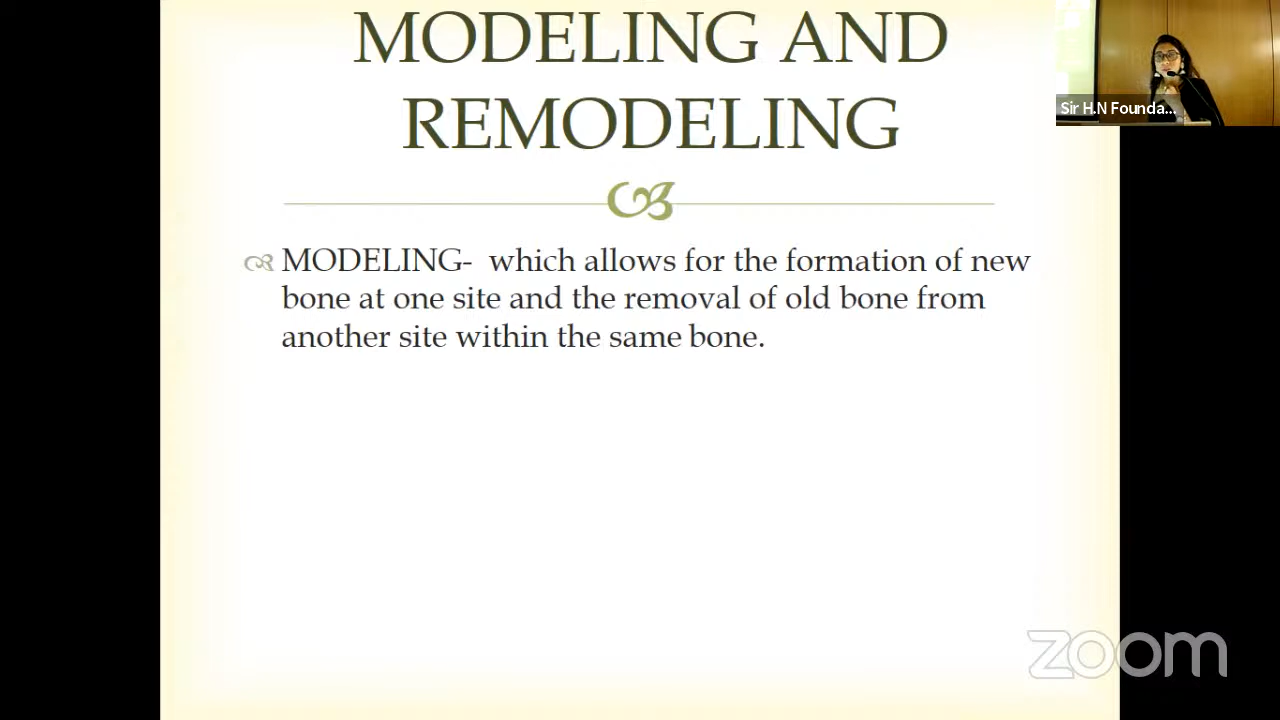 MODELING AND
REMODELING
MODELING- which allows for the formation of new
bone at one site and the removal of old bone from
another site within the same bone.
Sir H.N Founda...
zoom